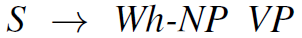 S → Wh-NP VP